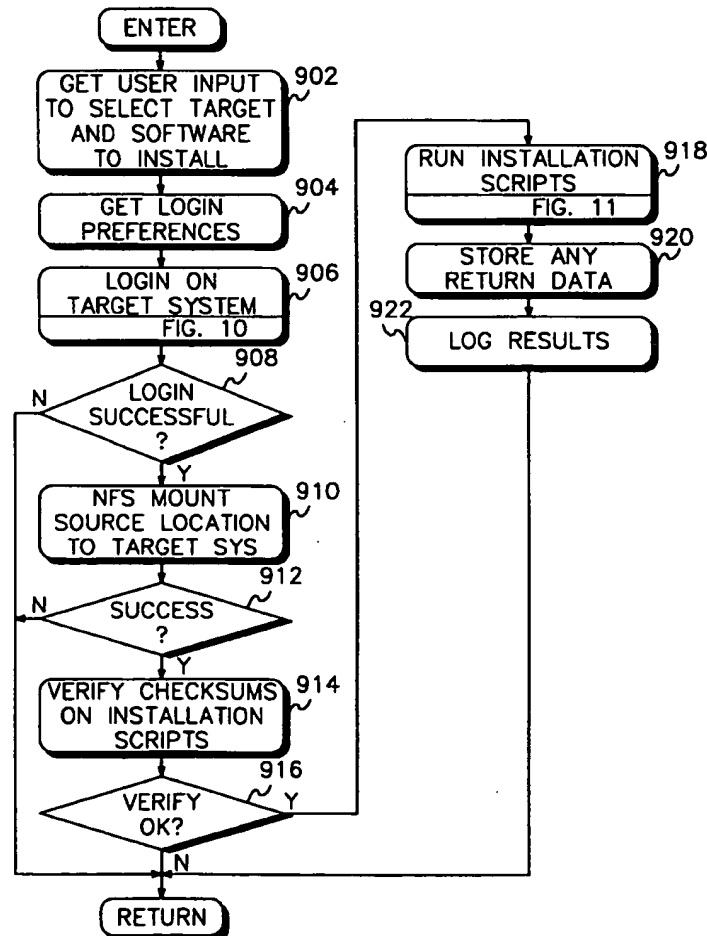 ENTER
902
GET USER INPUT
TO SELECT TARGET
AND SOFTWARE
TO INSTALL
904
GET LOGIN
PREFERENCES
906
LOGIN ON
TARGET SYSTEM
FIG. 10
908
LOGIN
SUCCESSFUL
?
N
Y
910
NFS MOUNT
SOURCE LOCATION
TO TARGET SYS
912
SUCCESS
?
N
Y
914
VERIFY CHECKSUMS
ON INSTALLATION
SCRIPTS
916
VERIFY
OK?
Y
N
RETURN
918
RUN INSTALLATION
SCRIPTS
FIG. 11
920
STORE ANY
RETURN DATA
922
LOG RESULTS